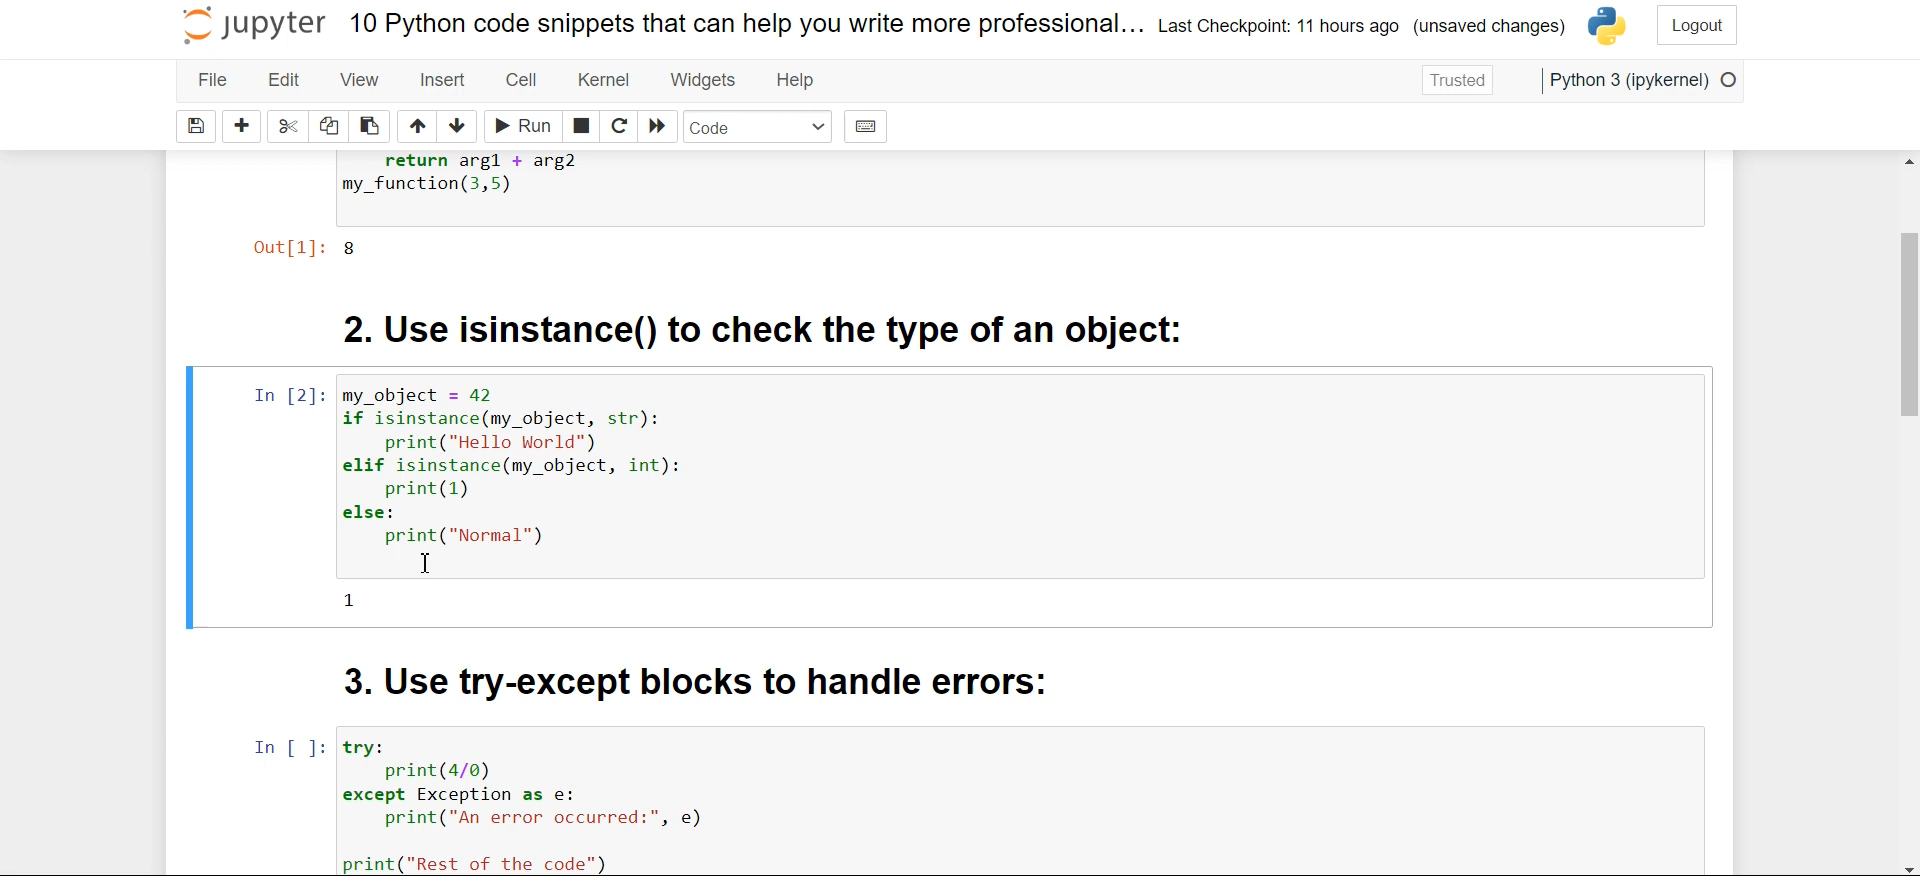 jupyter 10 Python code snippets that can help you write more professional... Last Checkpoint: 11 hours ago (unsaved changes) Logout
File Edit View Insert Cell Kernel Widgets Help Trusted Python 3 (ipykernel)
Run Code
return arg1 + arg2
my_function(3,5)
Out[1]: 8
2. Use isinstance() to check the type of an object:
In [2]: my_object = 42
if isinstance(my_object, str):
print("Hello World")
elif isinstance(my_object, int):
print(1)
else:
print("Normal")
1
3. Use try-except blocks to handle errors:
In [ ]: try:
print(4/0)
except Exception as e:
print("An error occurred:", e)
print("Rest of the code")